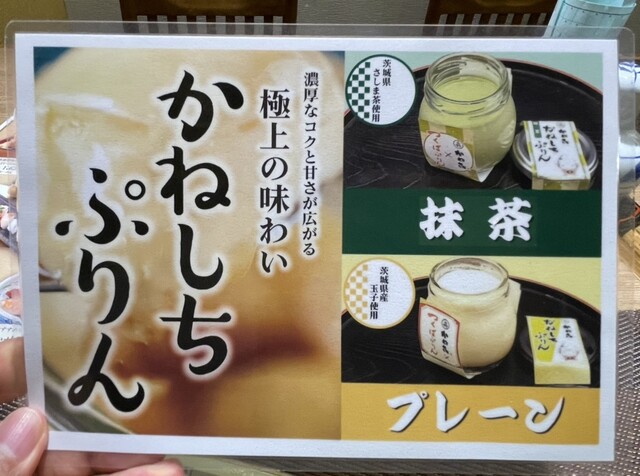 かねしち
ぷりん
極上の味わい
濃厚なコクと甘さが広がる
茨城県
さしま茶使用
抹茶
茨城県産
玉子使用
プレーン